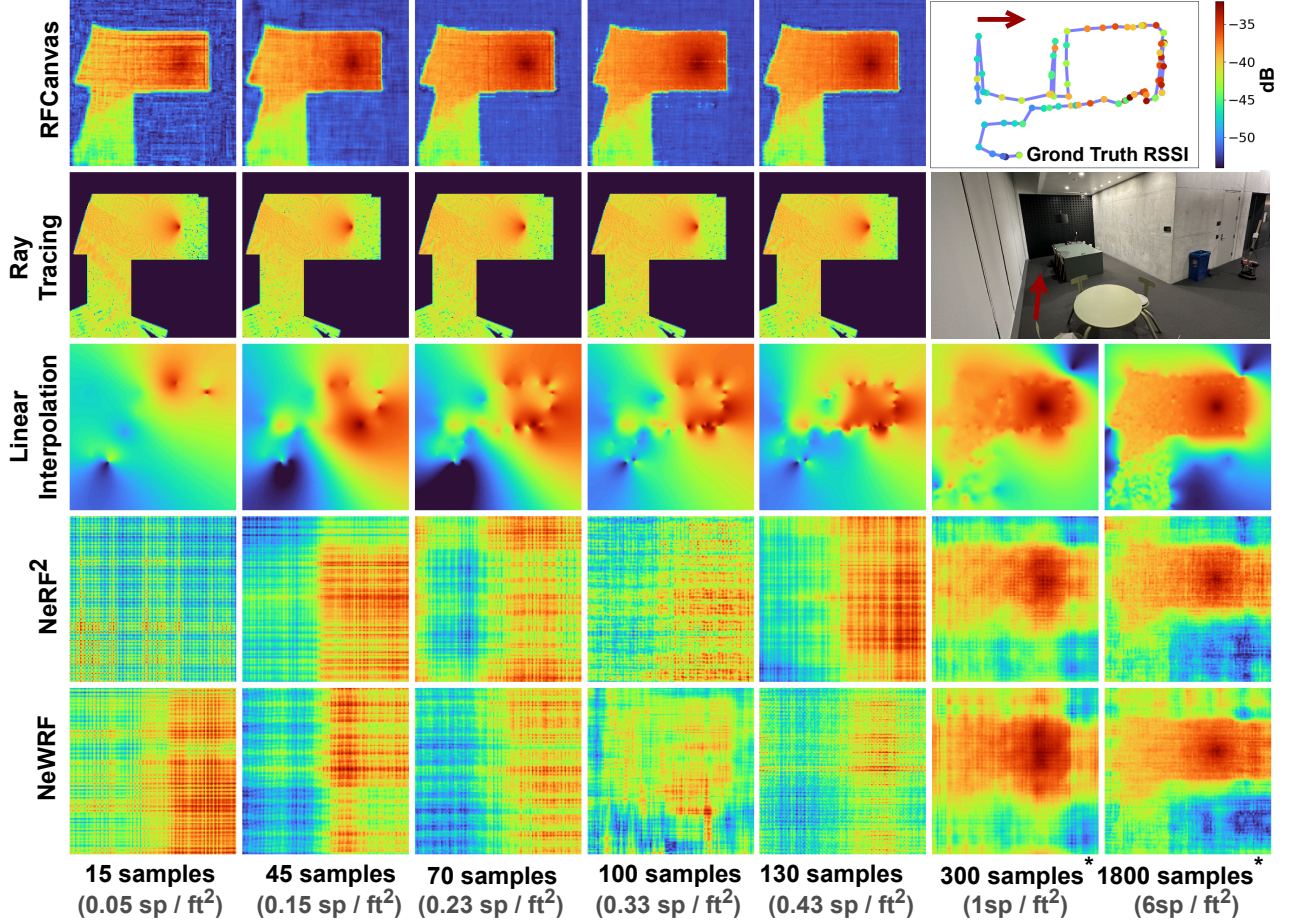 RFCanvas
Grond Truth RSSI
−35
−40
−45
−50
dB
Ray
Tracing
Linear
Interpolation
NeRF²
NeWRF
15 samples
(0.05 sp / ft²)
45 samples
(0.15 sp / ft²)
70 samples
(0.23 sp / ft²)
100 samples
(0.33 sp / ft²)
130 samples
(0.43 sp / ft²)
300 samples*
(1sp / ft²)
1800 samples*
(6sp / ft²)